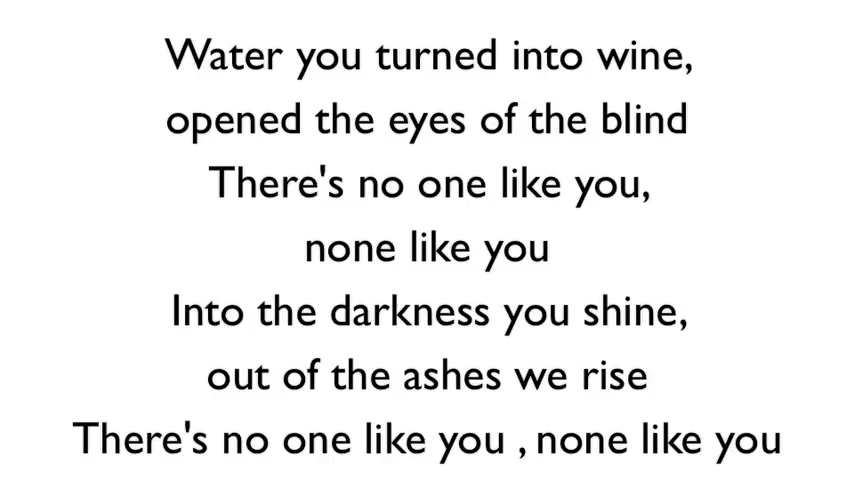 Water you turned into wine,
opened the eyes of the blind
There's no one like you,
none like you
Into the darkness you shine,
out of the ashes we rise
There's no one like you , none like you